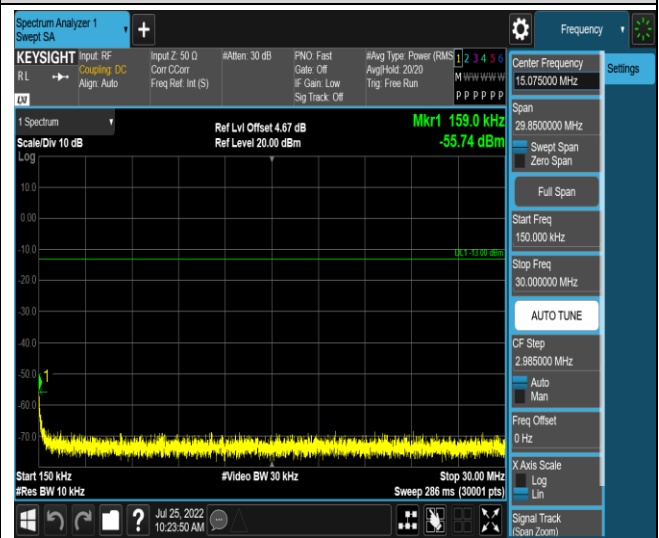 Spectrum Analyzer 1
Swept SA
+
Frequency
KEYSIGHT
RL
LXI
Input: RF
Coupling: DC
Align: Auto
Input Z: 50 Ω
Corr CCorr
Freq Ref: Int (S)
#Atten: 30 dB
PNO: Fast
Gate: Off
IF Gain: Low
Sig Track: Off
#Avg Type: Power (RMS
Avg|Hold: 20/20
Trig: Free Run
1 2 3 4 5 6
M W W W W W
P P P P P P
Center Frequency
15.075000 MHz
Settings
Span
29.8500000 MHz
Swept Span
Zero Span
Full Span
Start Freq
150.000 kHz
Stop Freq
30.000000 MHz
AUTO TUNE
CF Step
2.985000 MHz
Auto
Man
Freq Offset
0 Hz
X Axis Scale
Log
Lin
Signal Track
(Span Zoom)
1 Spectrum
Scale/Div 10 dB
Log
Ref Lvl Offset 4.67 dB
Ref Level 20.00 dBm
Mkr1 159.0 kHz
-55.74 dBm
10.0
0.00
-10.0
DL1 -13.00 dBm
-20.0
-30.0
-40.0
-50.0
1
-60.0
-70.0
Start 150 kHz
#Video BW 30 kHz
Stop 30.00 MHz
#Res BW 10 kHz
Sweep 286 ms (30001 pts)
?
Jul 25, 2022
10:23:50 AM